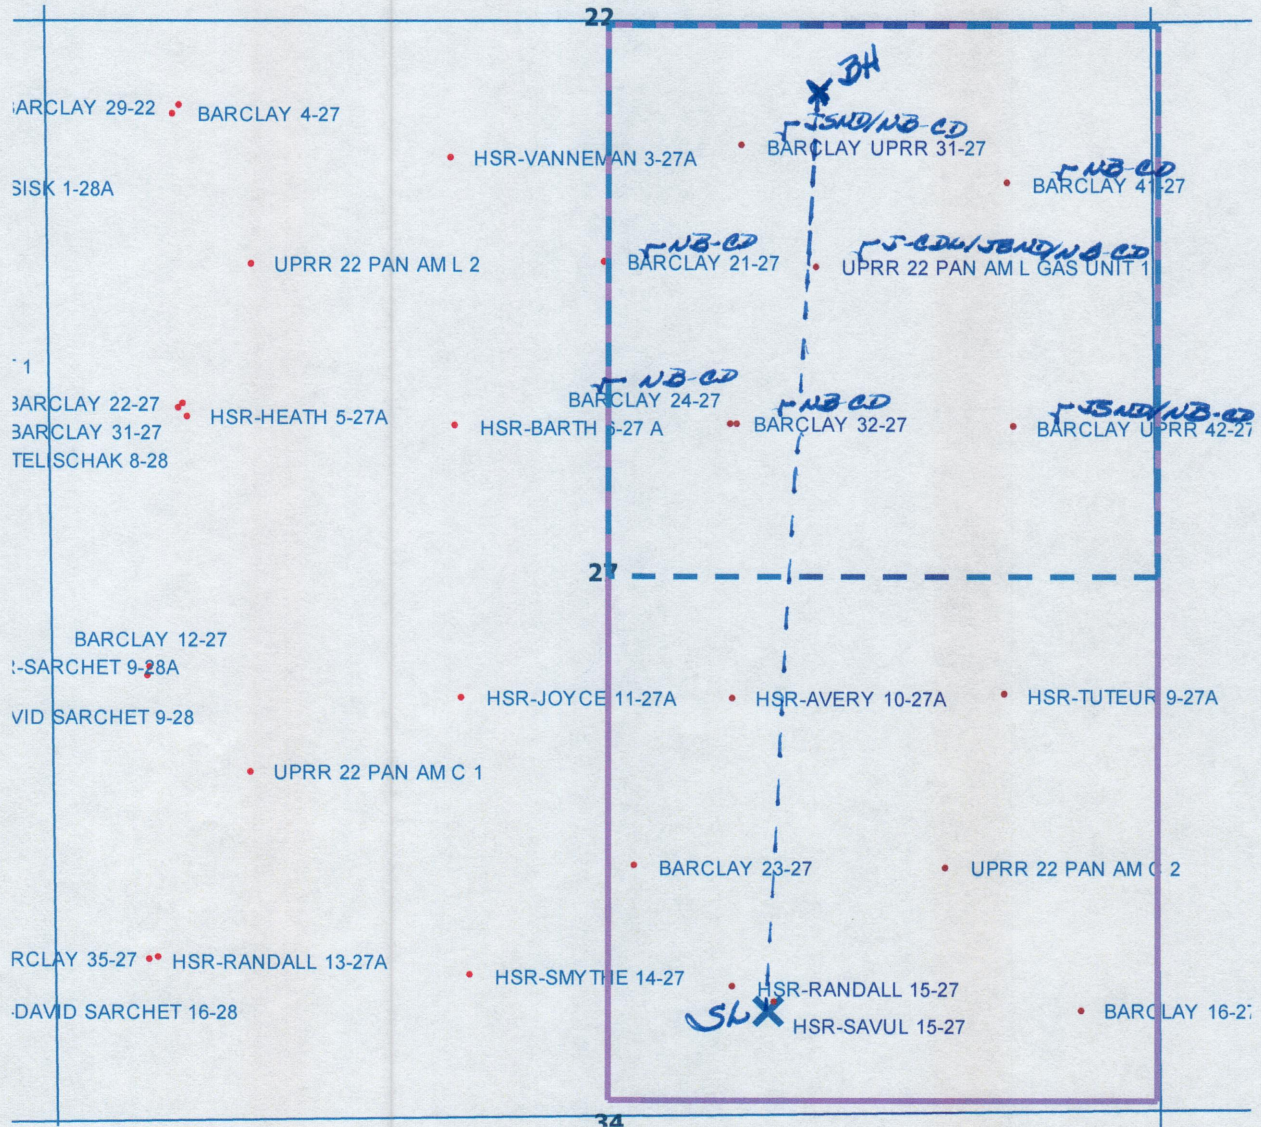 22
BH
JSND/NB-CD
BARCLAY 29-22
BARCLAY 4-27
BARCLAY UPRR 31-27
HSR-VANNEMAN 3-27A
NB-CD
SISK 1-28A
BARCLAY 41-27
NB-CD
J-CDL/JSND/NB-CD
UPRR 22 PAN AM L 2
BARCLAY 21-27
UPRR 22 PAN AM L GAS UNIT 1
1
NB-CD
BARCLAY 24-27
NB-CD
JSND/NB-CD
BARCLAY 22-27
HSR-HEATH 5-27A
HSR-BARTH 6-27 A
BARCLAY 32-27
BARCLAY UPRR 42-27
BARCLAY 31-27
TELISCHAK 8-28
27
BARCLAY 12-27
R-SARCHET 9-28A
VID SARCHET 9-28
HSR-JOYCE 11-27A
HSR-AVERY 10-27A
HSR-TUTEUR 9-27A
UPRR 22 PAN AM C 1
BARCLAY 23-27
UPRR 22 PAN AM C 2
RCLAY 35-27
HSR-RANDALL 13-27A
HSR-SMYTHE 14-27
HSR-RANDALL 15-27
SL
DAVID SARCHET 16-28
HSR-SAVUL 15-27
BARCLAY 16-27
34